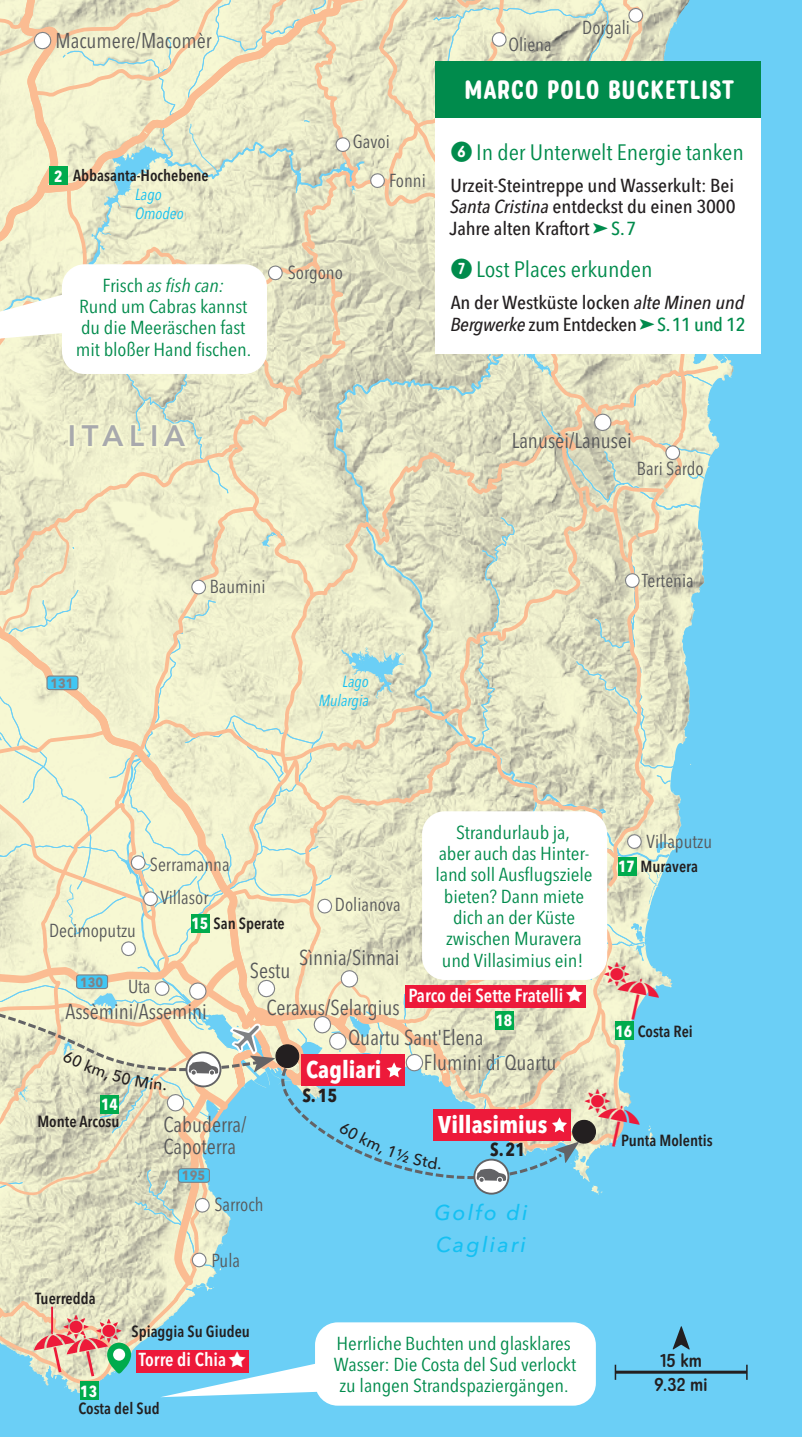 Macumere/Macomèr
Oliena
Dorgali
MARCO POLO BUCKETLIST
6 In der Unterwelt Energie tanken
Urzeit-Steintreppe und Wasserkult: Bei
Santa Cristina entdeckst du einen 3000
Jahre alten Kraftort ➤ S. 7
7 Lost Places erkunden
An der Westküste locken alte Minen und
Bergwerke zum Entdecken ➤ S. 11 und 12
Gavoi
Fonni
2 Abbasanta-Hochebene
Lago
Omodeo
Sorgono
Frisch as fish can:
Rund um Cabras kannst
du die Meeräschen fast
mit bloßer Hand fischen.
ITALIA
Lanusèi/Lanusei
Bari Sardo
Baumini
Tertenia
131
Lago
Mulargia
Strandurlaub ja,
aber auch das Hinter-
land soll Ausflugsziele
bieten? Dann miete
dich an der Küste
zwischen Muravera
und Villasimius ein!
Villaputzu
17 Muravera
Serramanna
Villasor
Dolianova
15 San Sperate
Decimoputzu
Sìnnia/Sinnai
Sestu
130
Uta
Assèmini/Assemini
Ceraxus/Selargius
Parco dei Sette Fratelli ★
18
16 Costa Rei
Quartu Sant'Elena
Flumini di Quartu
60 km, 50 Min.
Cagliari ★
S. 15
14
Monte Arcosu
Cabuderra/
Capoterra
60 km, 1½ Std.
Villasimius ★
S. 21
Punta Molentis
195
Sarroch
Golfo di
Cagliari
Pula
Tuerredda
Spiaggia Su Giudeu
Torre di Chia ★
13
Costa del Sud
Herrliche Buchten und glasklares
Wasser: Die Costa del Sud verlockt
zu langen Strandspaziergängen.
15 km
9.32 mi